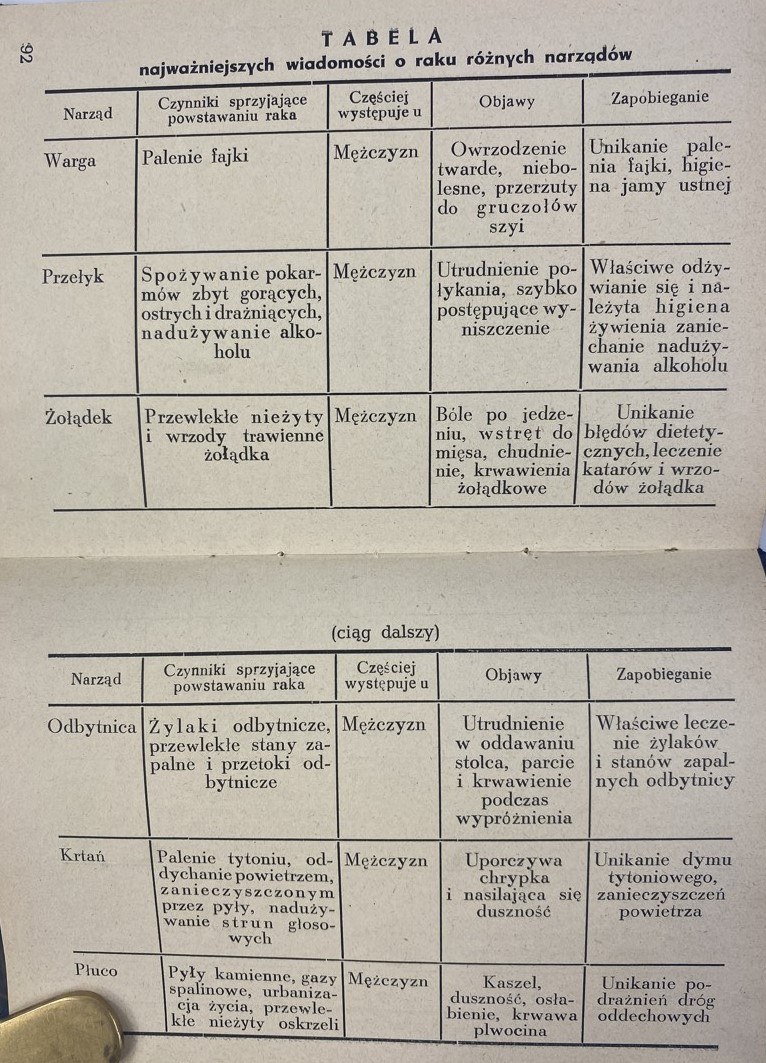 92
TABELA
najważniejszych wiadomości o raku różnych narządów
Narząd
Czynniki sprzyjające
powstawaniu raka
Częściej
występuje u
Objawy
Zapobieganie
Warga
Palenie fajki
Mężczyzn
Owrzodzenie
twarde, niebo-
lesne, przerzuty
do gruczołów
szyi
Unikanie pale-
nia fajki, higie-
na jamy ustnej
Przełyk
Spożywanie pokar-
mów zbyt gorących,
ostrych i drażniących,
nadużywanie alko-
holu
Mężczyzn
Utrudnienie po-
łykania, szybko
postępujące wy-
niszczenie
Właściwe odży-
wianie się i na-
leżyta higiena
żywienia zanie-
chanie naduży-
wania alkoholu
Żołądek
Przewlekłe nieżyty
i wrzody trawienne
żołądka
Mężczyzn
Bóle po jedze-
niu, wstręt do
mięsa, chudnie-
nie, krwawienia
żołądkowe
Unikanie
błędów dietety-
cznych, leczenie
katarów i wrzo-
dów żołądka
(ciąg dalszy)
Narząd
Czynniki sprzyjające
powstawaniu raka
Częściej
występuje u
Objawy
Zapobieganie
Odbytnica
Żylaki odbytnicze,
przewlekłe stany za-
palne i przetoki od-
bytnicze
Mężczyzn
Utrudnienie
w oddawaniu
stolca, parcie
i krwawienie
podczas
wypróżnienia
Właściwe lecze-
nie żylaków
i stanów zapal-
nych odbytnicy
Krtań
Palenie tytoniu, od-
dychanie powietrzem,
zanieczyszczonym
przez pyły, naduży-
wanie strun głoso-
wych
Mężczyzn
Uporczywa
chrypka
i nasilająca się
duszność
Unikanie dymu
tytoniowego,
zanieczyszczeń
powietrza
Płuco
Pyły kamienne, gazy
spalinowe, urbaniza-
cja życia, przewle-
kłe nieżyty oskrzeli
Mężczyzn
Kaszel,
duszność, osła-
bienie, krwawa
plwocina
Unikanie po-
drażnień dróg
oddechowych